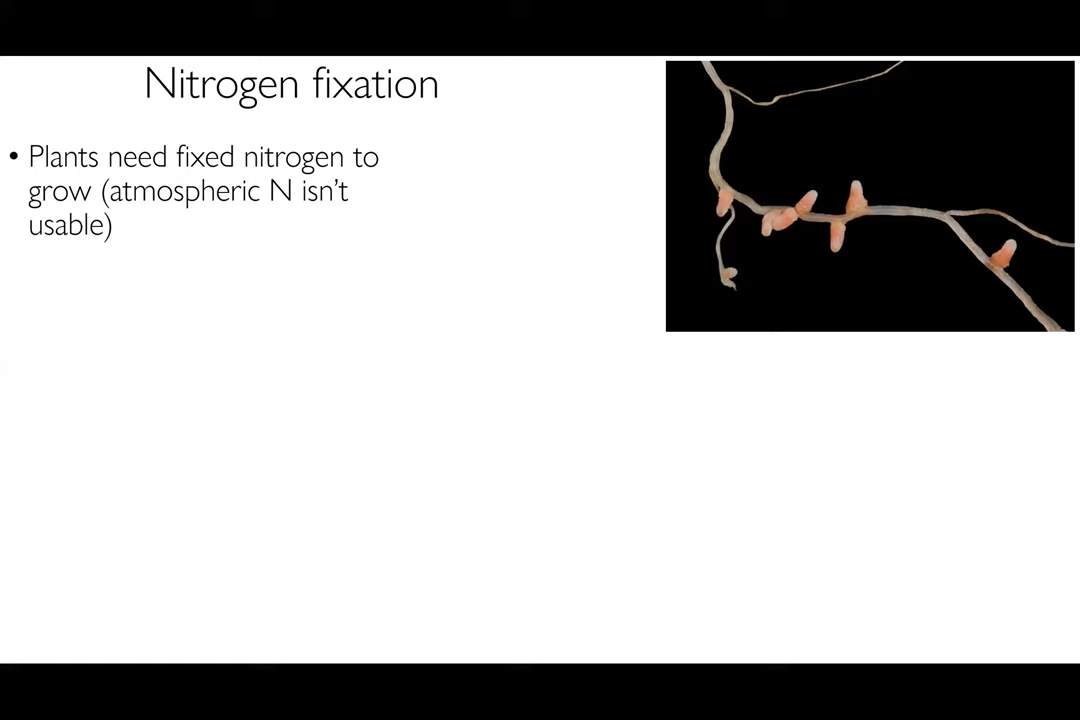 Nitrogen fixation
• Plants need fixed nitrogen to
grow (atmospheric N isn’t
usable)